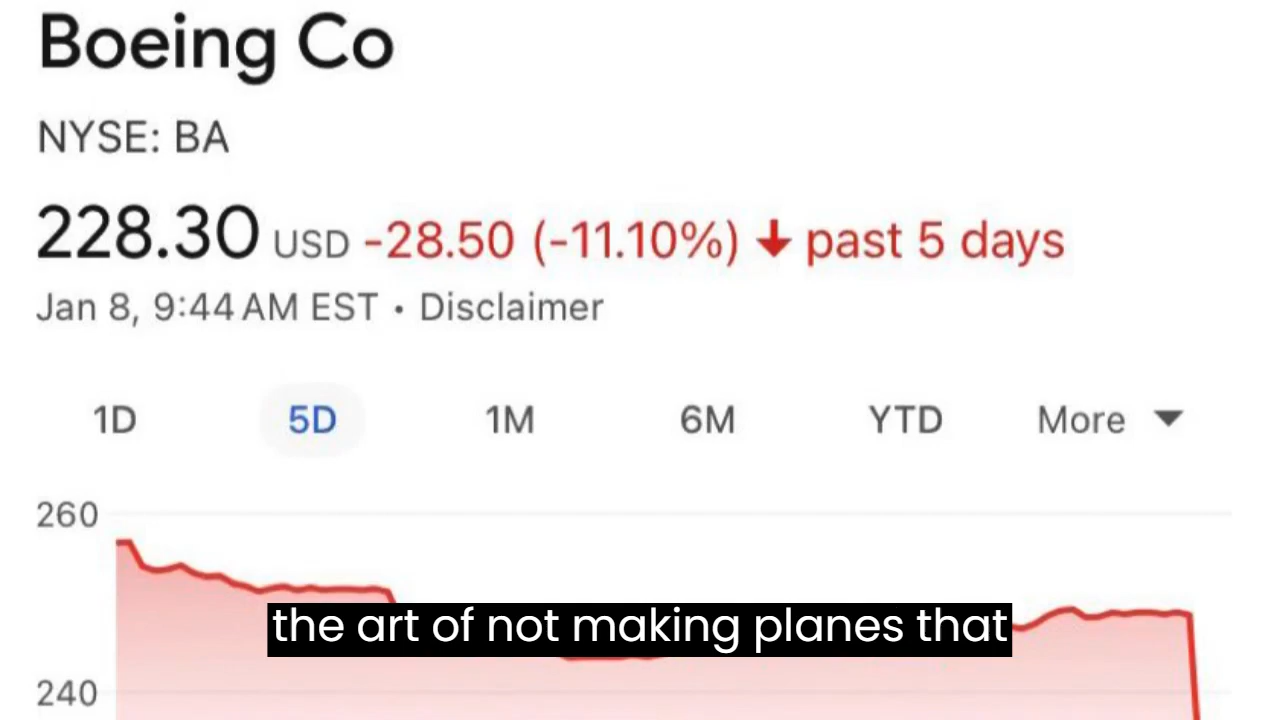 Boeing Co
NYSE: BA
228.30 USD -28.50 (-11.10%) ↓ past 5 days
Jan 8, 9:44 AM EST • Disclaimer
1D 5D 1M 6M YTD More ▼
260
the art of not making planes that
240